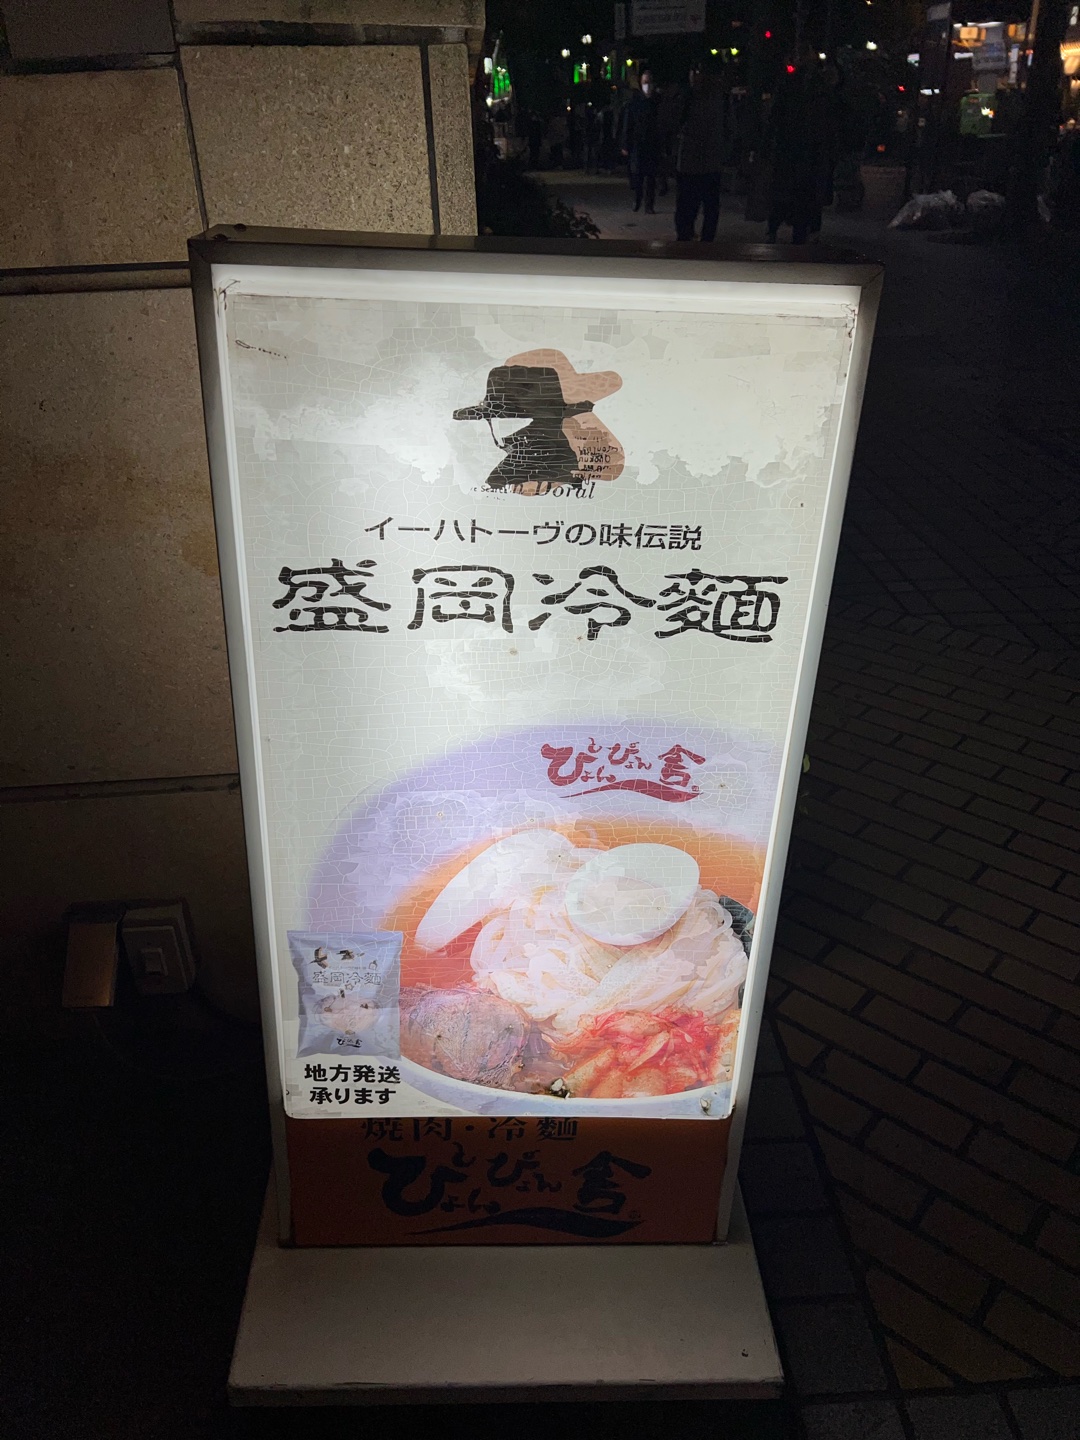 Doral
イーハトーヴの味伝説
盛岡冷麺
ぴょんぴょん舎
盛岡冷麺
地方発送
承ります
焼肉・冷麺
ぴょんぴょん舎